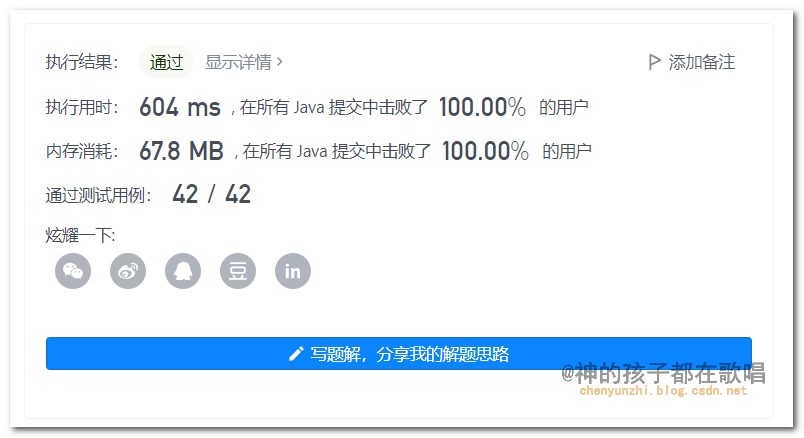 执行结果： 通过 显示详情 > 添加备注
执行用时： 604 ms , 在所有 Java 提交中击败了 100.00% 的用户
内存消耗： 67.8 MB , 在所有 Java 提交中击败了 100.00% 的用户
通过测试用例： 42 / 42
炫耀一下:
豆 in
写题解，分享我的解题思路
@神的孩子都在歌唱
chenyunzhi.blog.csdn.net